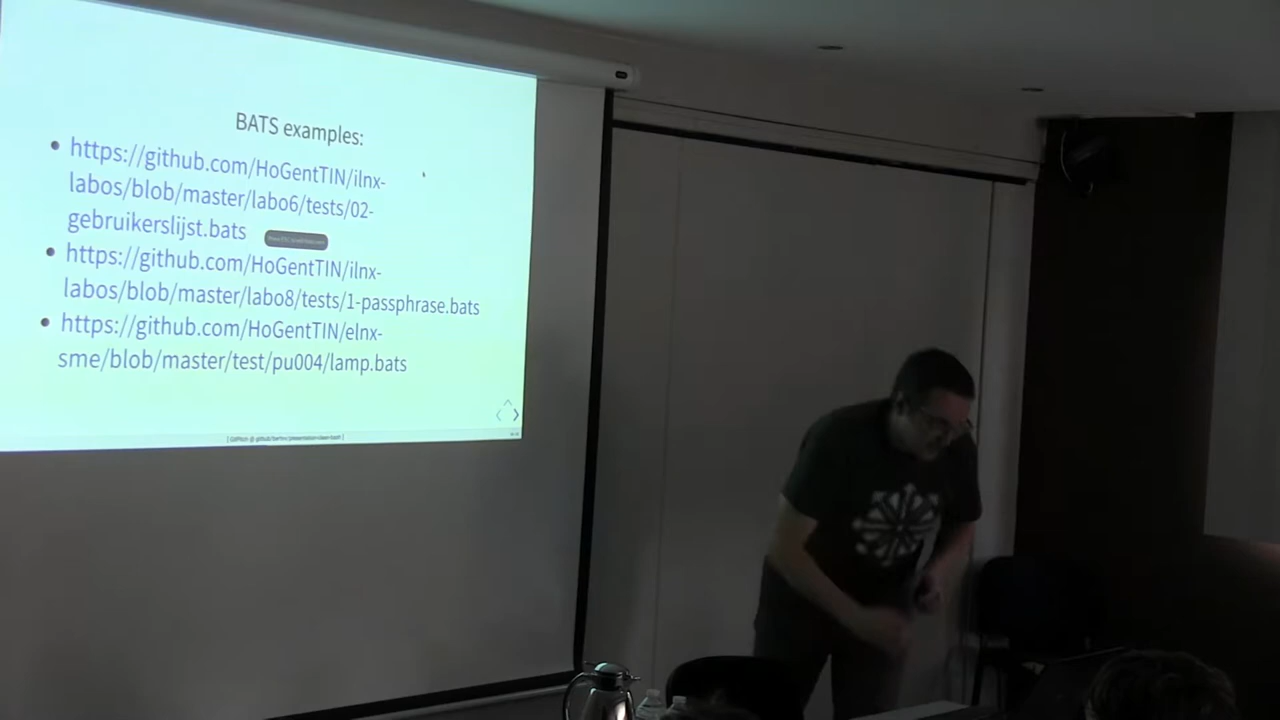 BATS examples:
https://github.com/HoGentTIN/ilnx-
labos/blob/master/labo6/tests/02-
gebruikerslijst.bats
https://github.com/HoGentTIN/ilnx-
labos/blob/master/labo8/tests/1-passphrase.bats
https://github.com/HoGentTIN/elnx-
sme/blob/master/test/pu004/lamp.bats